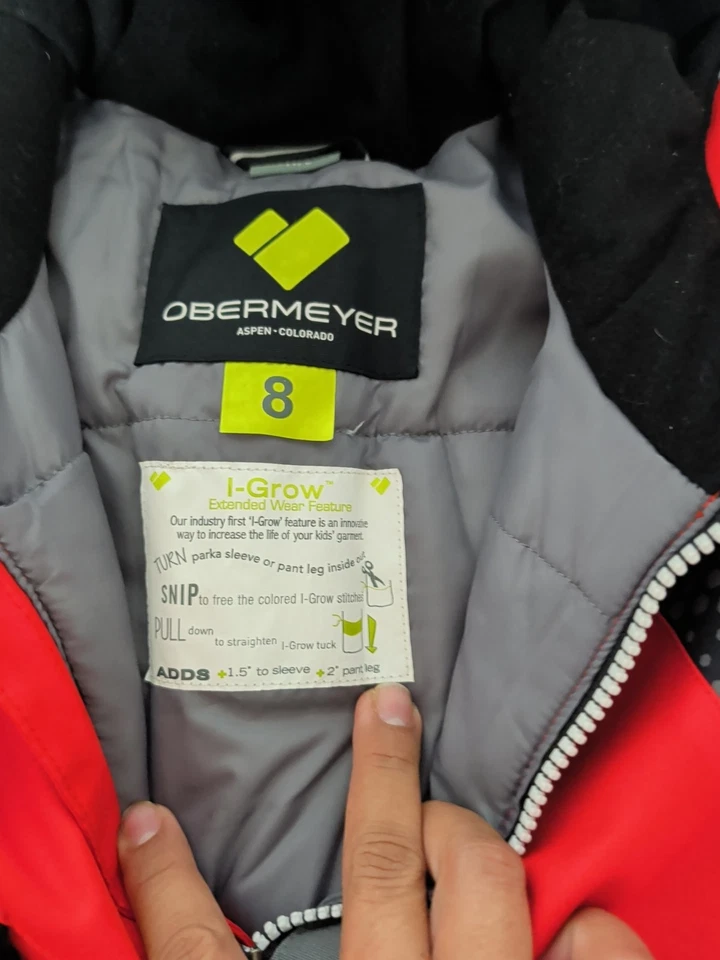 OBERMEYER
ASPEN • COLORADO
8
I-Grow™
Extended Wear Feature
Our industry first 'I-Grow' feature is an innovative
way to increase the life of your kids' garment.
TURN parka sleeve or pant leg inside out
SNIP to free the colored I-Grow stitches
PULL down
to straighten I-Grow tuck
ADDS +1.5" to sleeve +2" pant leg